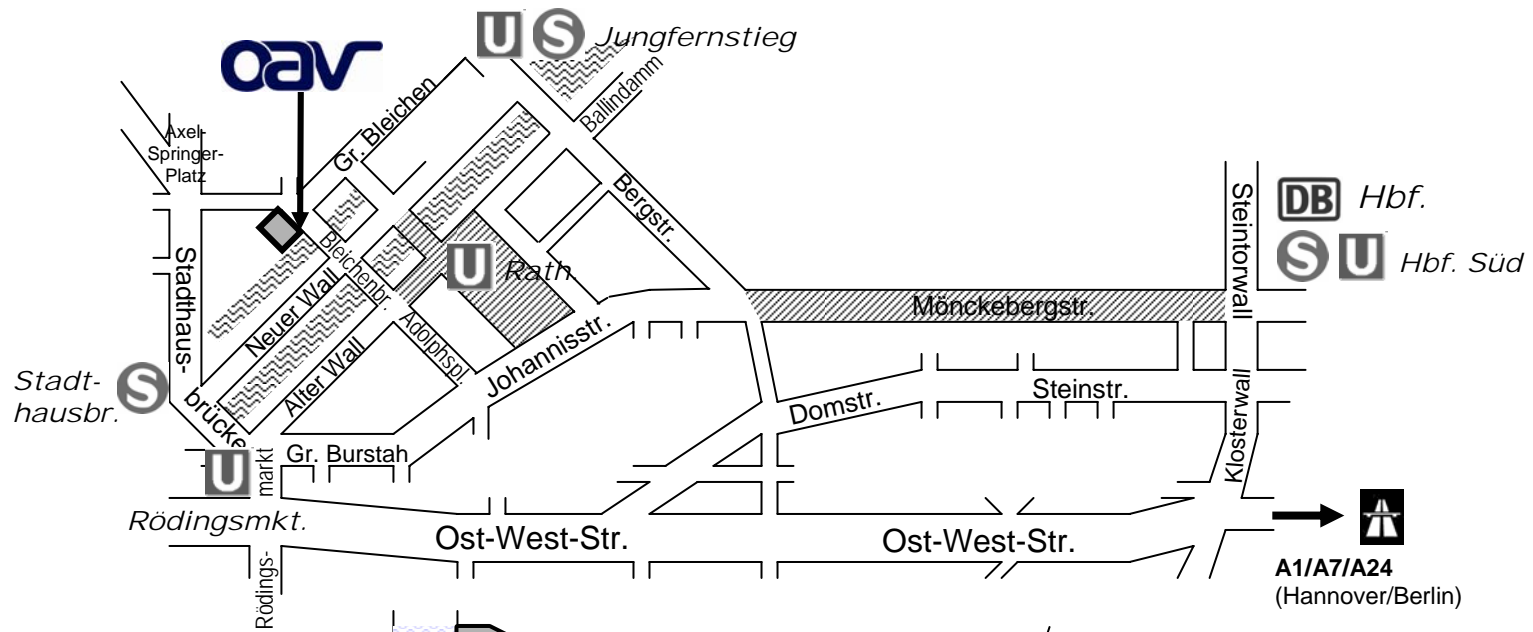 U S Jungfernstieg
oav
Ballindamm
Gr. Bleichen
Axel-
Springer-
Platz
Bergstr.
Steintorwall
DB Hbf.
S U Hbf. Süd
Stadthaus-
brücke
Bleichenbr.
U Rath.
Neuer Wall
Alter Wall
Adolphspl.
Johannisstr.
Mönckebergstr.
S Stadt-
hausbr.
Domstr.
Steinstr.
Klosterwall
Gr. Burstah
U
Rödingsmkt.
Rödings-
markt
Ost-West-Str.
Ost-West-Str.
A1/A7/A24
(Hannover/Berlin)